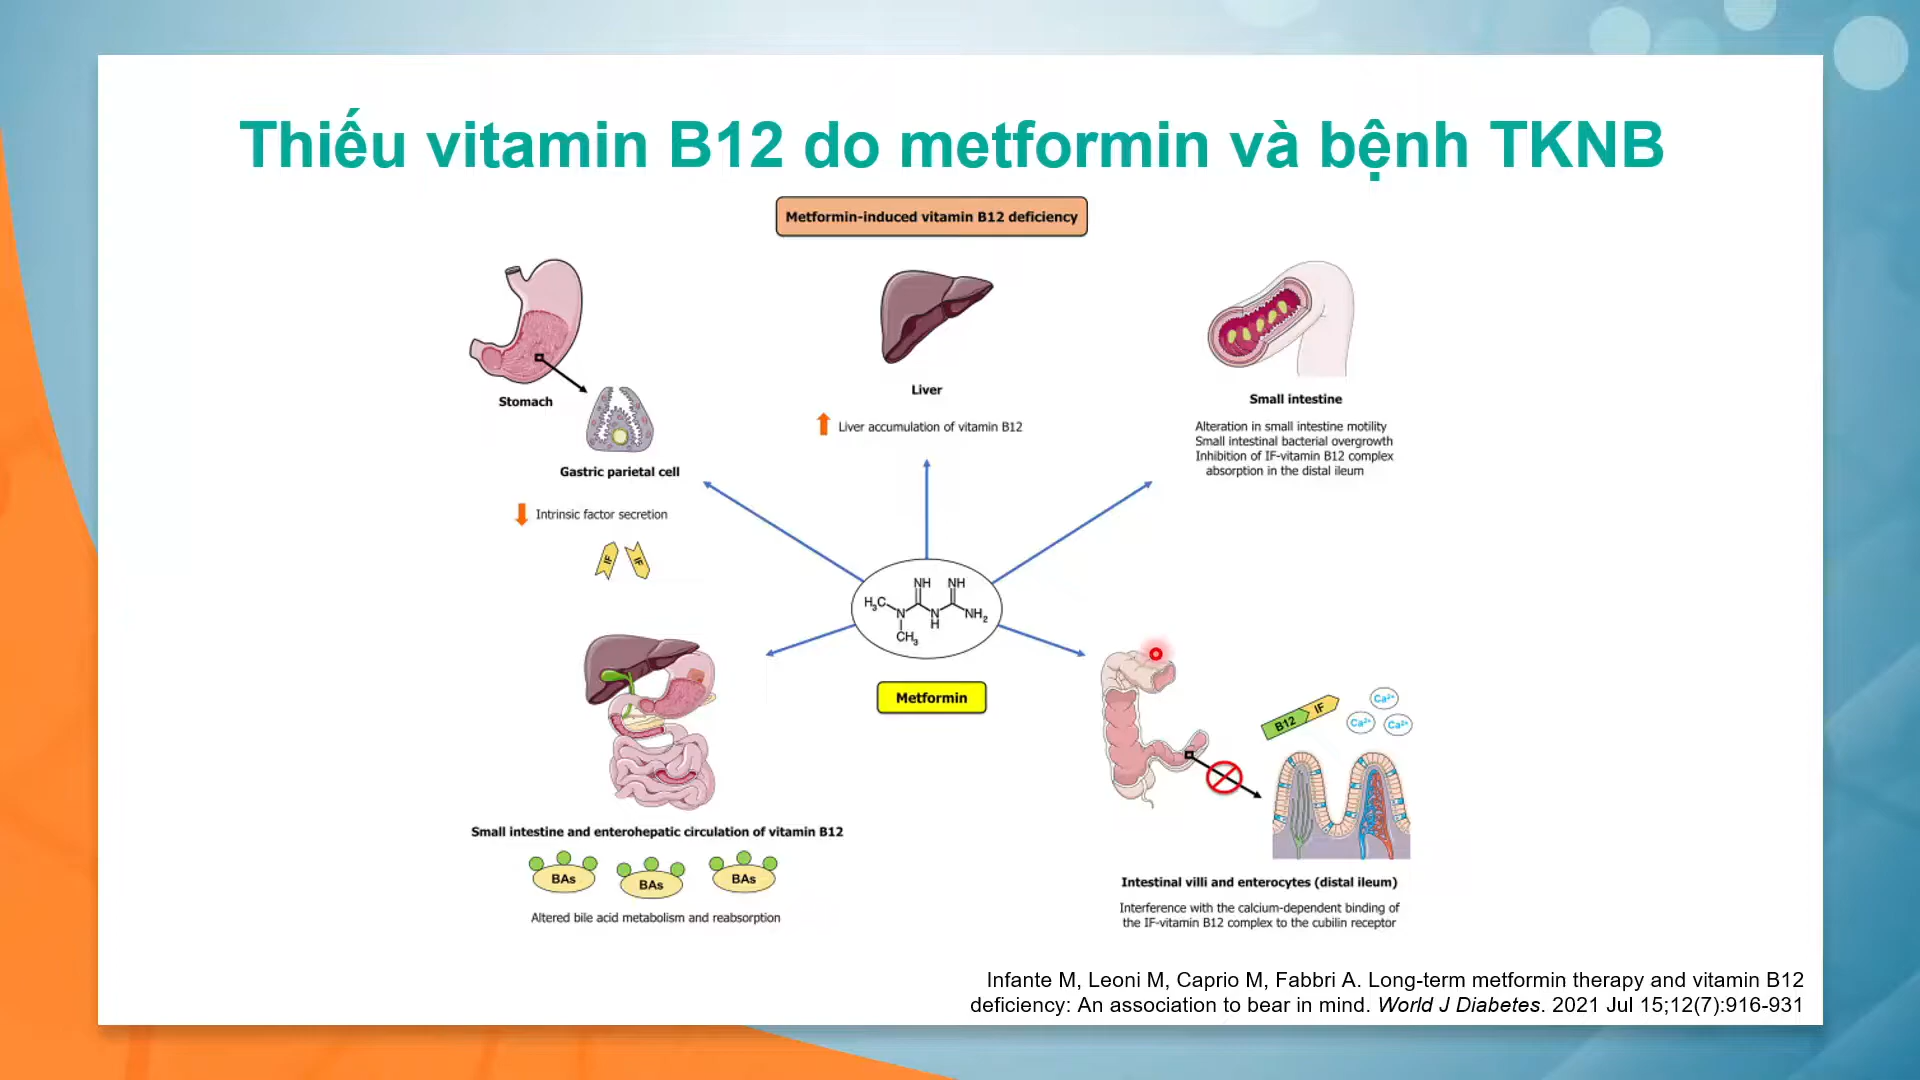 Thiếu vitamin B12 do metformin và bệnh TKNB
Metformin-induced vitamin B12 deficiency
Stomach
Gastric parietal cell
Intrinsic factor secretion
IF
IF
Liver
Liver accumulation of vitamin B12
Small intestine
Alteration in small intestine motility
Small intestinal bacterial overgrowth
Inhibition of IF-vitamin B12 complex
absorption in the distal ileum
NH
NH
H₃C
N
N
H
NH₂
CH₃
Metformin
Small intestine and enterohepatic circulation of vitamin B12
BAs
BAs
BAs
Altered bile acid metabolism and reabsorption
B12
IF
Ca²⁺
Ca²⁺
Ca²⁺
Intestinal villi and enterocytes (distal ileum)
Interference with the calcium-dependent binding of
the IF-vitamin B12 complex to the cubilin receptor
Infante M, Leoni M, Caprio M, Fabbri A. Long-term metformin therapy and vitamin B12
deficiency: An association to bear in mind. World J Diabetes. 2021 Jul 15;12(7):916-931